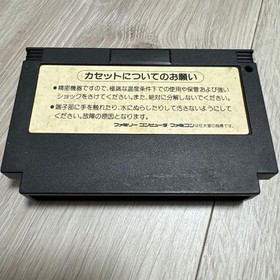 カセットについてのお願い
●精密機器ですので、極端な温度条件下での使用や保管および強い
ショックをさけてください。また、絶対に分解しないでください。
●端子部に手を触れたり、水にぬらしたりして汚さないようにして
ください。故障の原因となります。
ファミリーコンピュータ・ファミコンは任天堂の商標です。